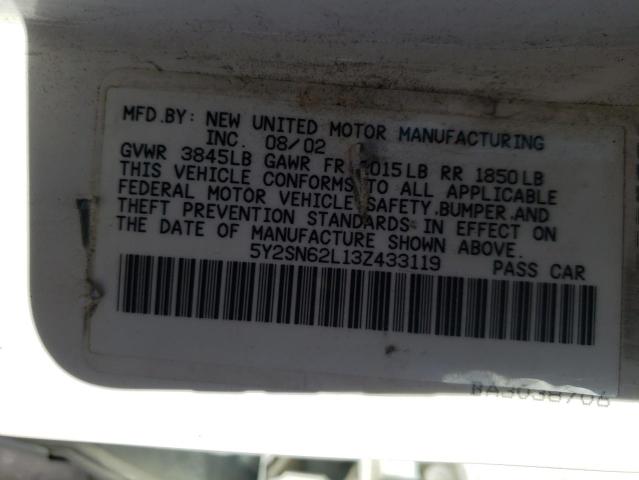 MFD.BY: NEW UNITED MOTOR MANUFACTURING
INC. 08/02
GVWR 3845LB GAWR FR 015LB RR 1850LB
THIS VEHICLE CONFORMS TO ALL APPLICABLE
FEDERAL MOTOR VEHICLE SAFETY,BUMPER,AND
THEFT PREVENTION STANDARDS IN EFFECT ON
THE DATE OF MANUFACTURE SHOWN ABOVE.
5Y2SN62L13Z433119 PASS CAR
BA3038706